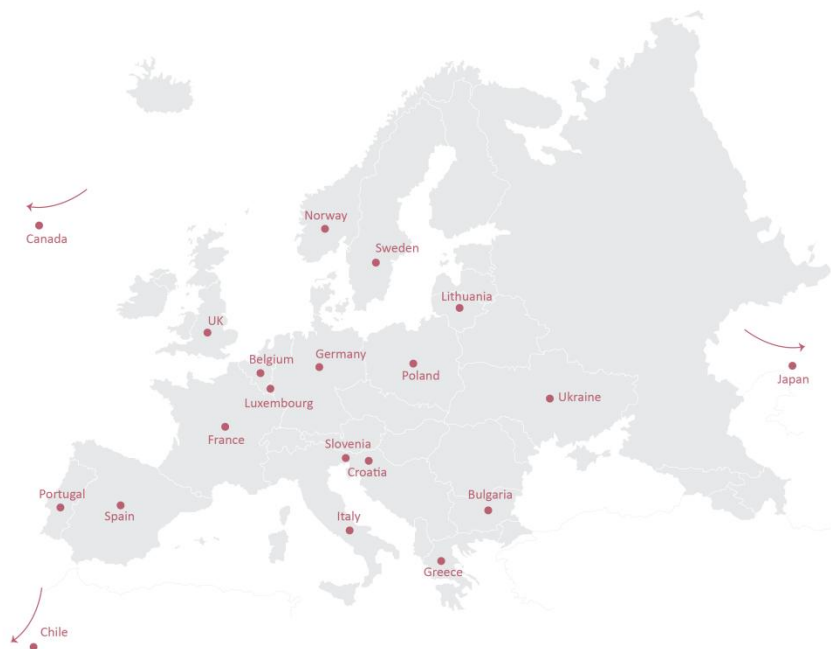 Norway
Canada
Sweden
Lithuania
UK
Belgium
Germany
Poland
Japan
Luxembourg
Ukraine
France
Slovenia
Croatia
Portugal
Spain
Bulgaria
Italy
Greece
Chile